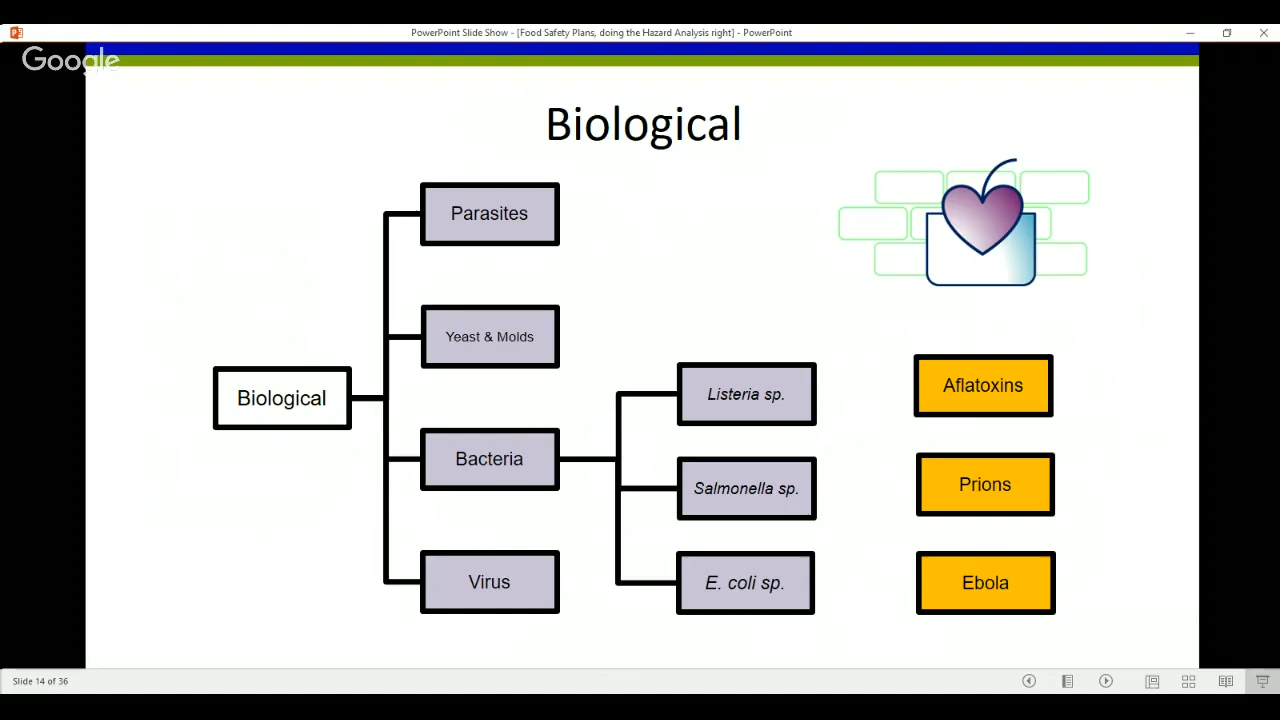 PowerPoint Slide Show - [Food Safety Plans, doing the Hazard Analysis right] - PowerPoint
Google
Biological
Parasites
Yeast & Molds
Biological
Bacteria
Virus
Listeria sp.
Salmonella sp.
E. coli sp.
Aflatoxins
Prions
Ebola
Slide 14 of 36